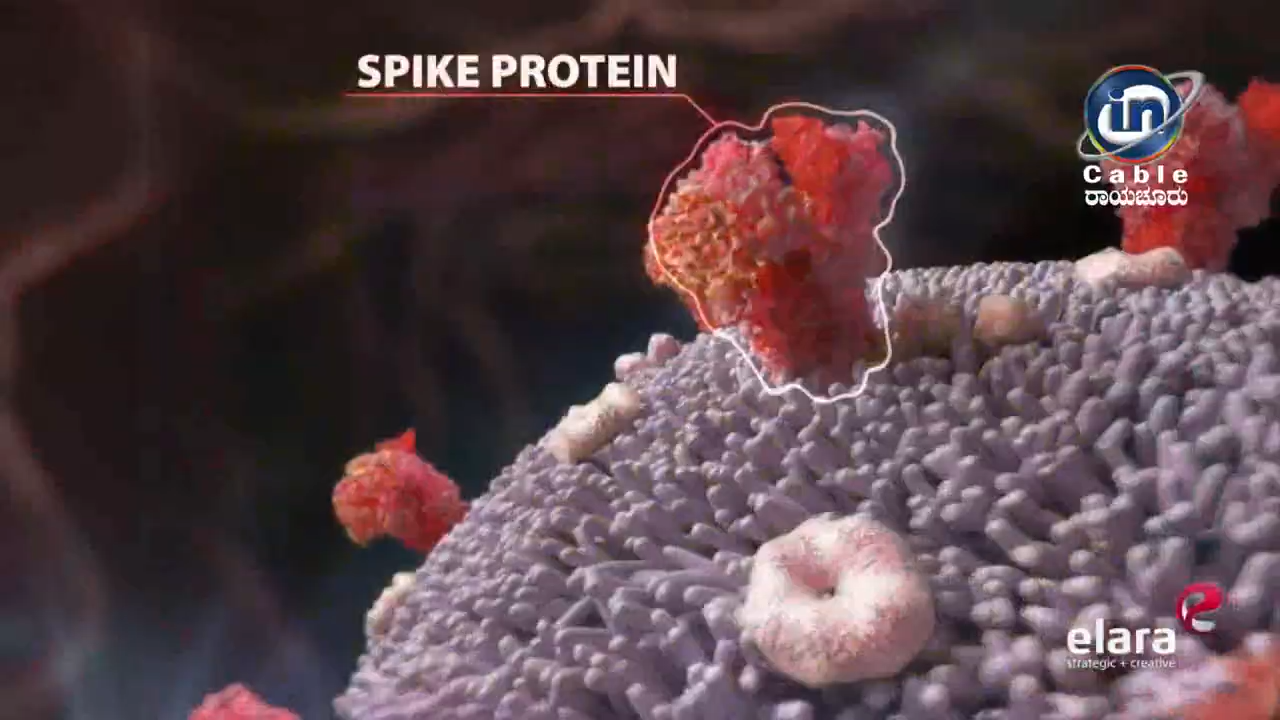 SPIKE PROTEIN
in
Cable
ರಾಯಚೂರು
elara
strategic + creative